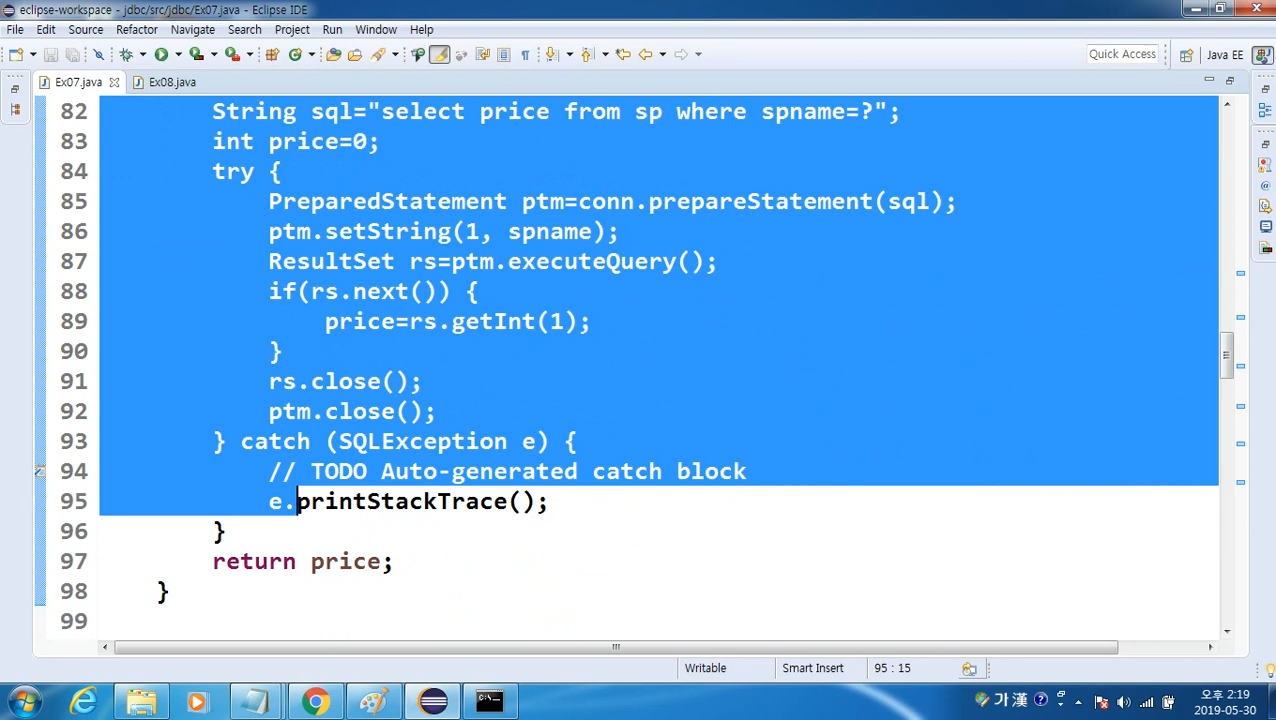 eclipse-workspace - jdbc/src/jdbc/Ex07.java - Eclipse IDE
File Edit Source Refactor Navigate Search Project Run Window Help
Quick Access
Java EE
Ex07.java
Ex08.java
82 String sql="select price from sp where spname=?";
83 int price=0;
84 try {
85 PreparedStatement ptm=conn.prepareStatement(sql);
86 ptm.setString(1, spname);
87 ResultSet rs=ptm.executeQuery();
88 if(rs.next()) {
89 price=rs.getInt(1);
90 }
91 rs.close();
92 ptm.close();
93 } catch (SQLException e) {
94 // TODO Auto-generated catch block
95 e.printStackTrace();
96 }
97 return price;
98 }
99
Writable
Smart Insert
95 : 15
가 漢
오후 2:19
2019-05-30